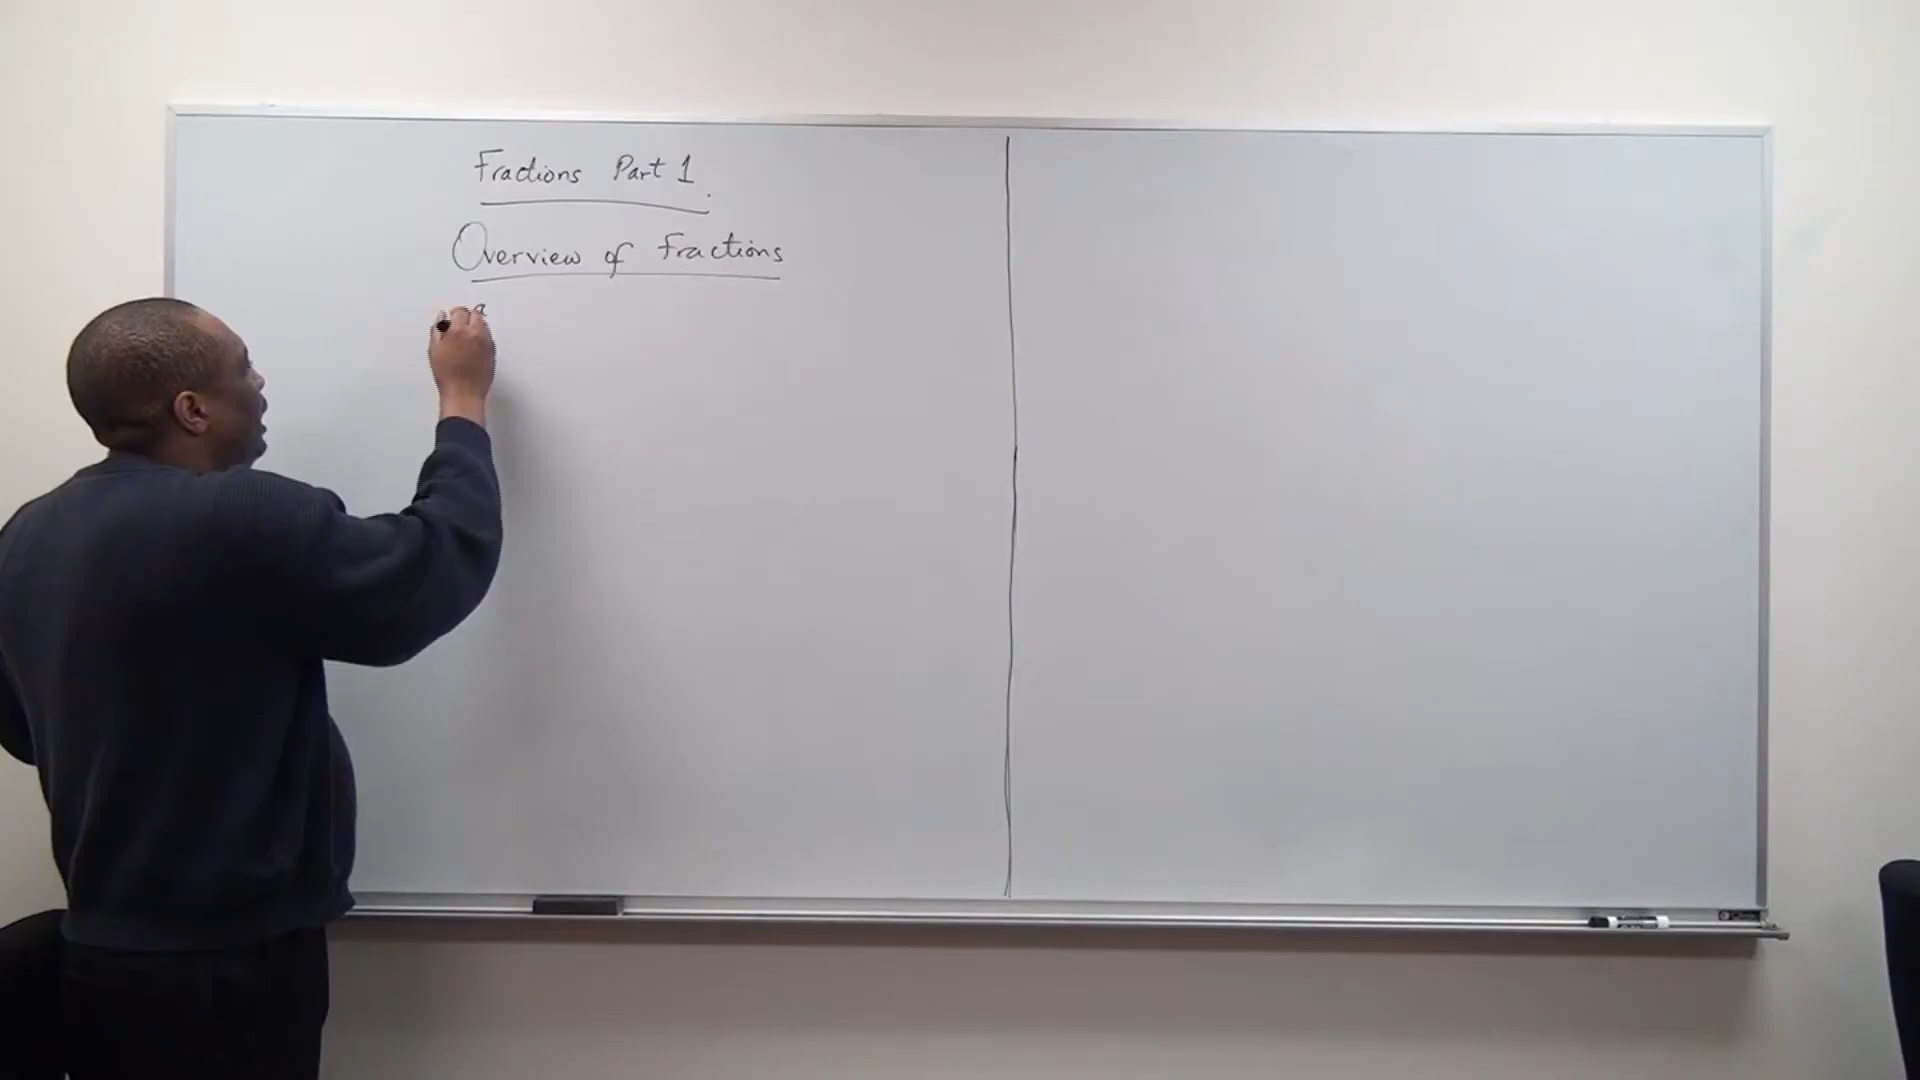 Fractions Part 1.
Overview of Fractions
a